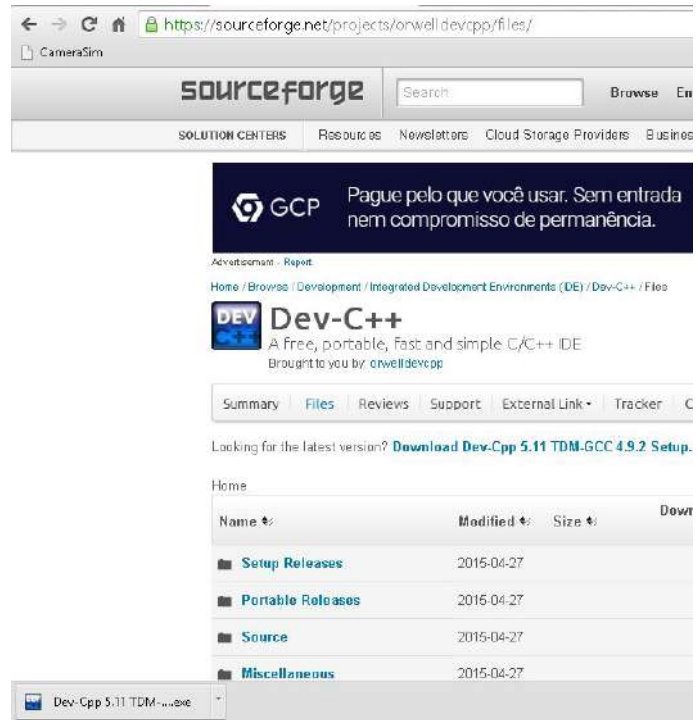 https://sourceforge.net/projects/orwelldevcpp/files/
CameraSim
sourceforge
Search
Browse En
SOLUTION CENTERS Resources Newsletters Cloud Storage Providers Busines
GCP
Pague pelo que você usar. Sem entrada
nem compromisso de permanência.
Advertisement - Report
Home / Browse / Development / Integrated Development Environments (IDE) / Dev-C++ / Files
DEV
C++
Dev-C++
A free, portable, fast and simple C/C++ IDE
Brought to you by: orwelldevcpp
Summary Files Reviews Support External Link Tracker C
Looking for the latest version? Download Dev-Cpp 5.11 TDM-GCC 4.9.2 Setup.
Home
Name Modified Size Down
Setup Releases 2015-04-27
Portable Releases 2015-04-27
Source 2015-04-27
Miscellaneous 2015-04-27
Dev-Cpp 5.11 TDM-....exe